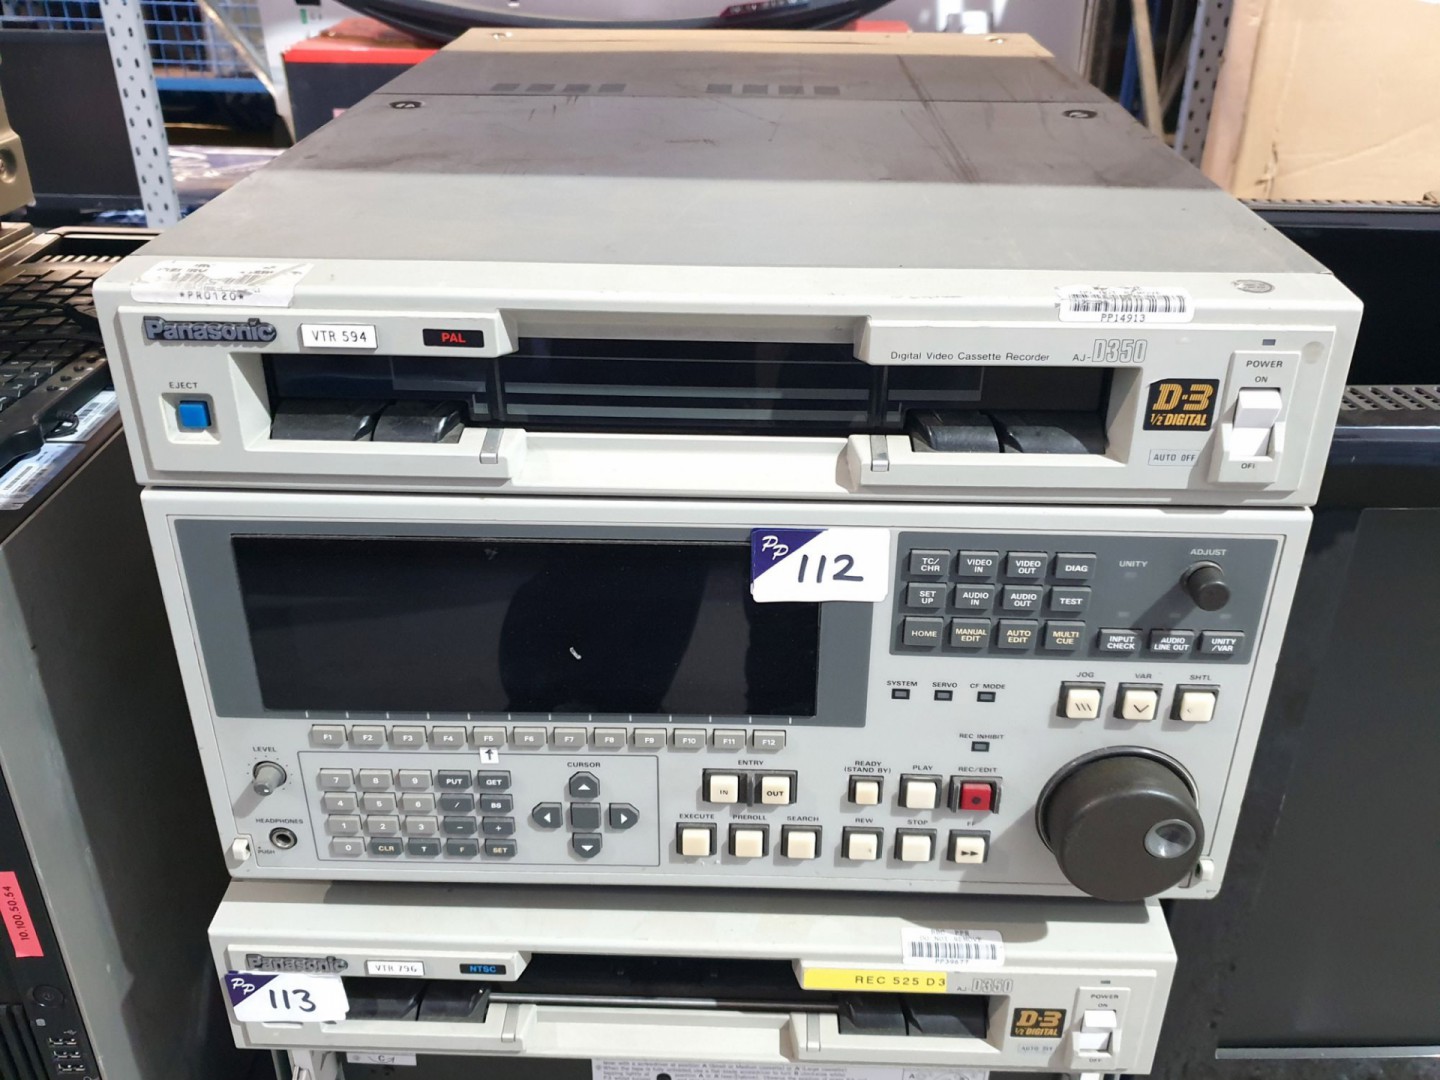 *PR0120*
Panasonic
VTR 594
PAL
PP14913
Digital Video Cassette Recorder AJ-D350
POWER
ON
OFF
EJECT
D-3
1/2" DIGITAL
AUTO OFF
PP
112
TC/CHR
VIDEO IN
VIDEO OUT
DIAG
UNITY
ADJUST
SET UP
AUDIO IN
AUDIO OUT
TEST
HOME
MANUAL EDIT
AUTO EDIT
MULTI CUE
INPUT CHECK
AUDIO LINE OUT
UNITY /VAR
SYSTEM
SERVO
CF MODE
JOG
VAR
SHTL
REC INHIBIT
F1 F2 F3 F4 F5 F6 F7 F8 F9 F10 F11 F12
LEVEL
HEADPHONES
PUSH
7 8 9 PUT GET
4 5 6 / BS
1 2 3 - +
0 CLR T F SET
CURSOR
ENTRY
IN
OUT
READY (STAND BY)
PLAY
REC/EDIT
EXECUTE
PREROLL
SEARCH
REW
STOP
FF
10.100.50.54
Panasonic
VTR 796
NTSC
REC 525 D3
AJ-D350
PP
113
D-3
1/2" DIGITAL
POWER
ON
OFF